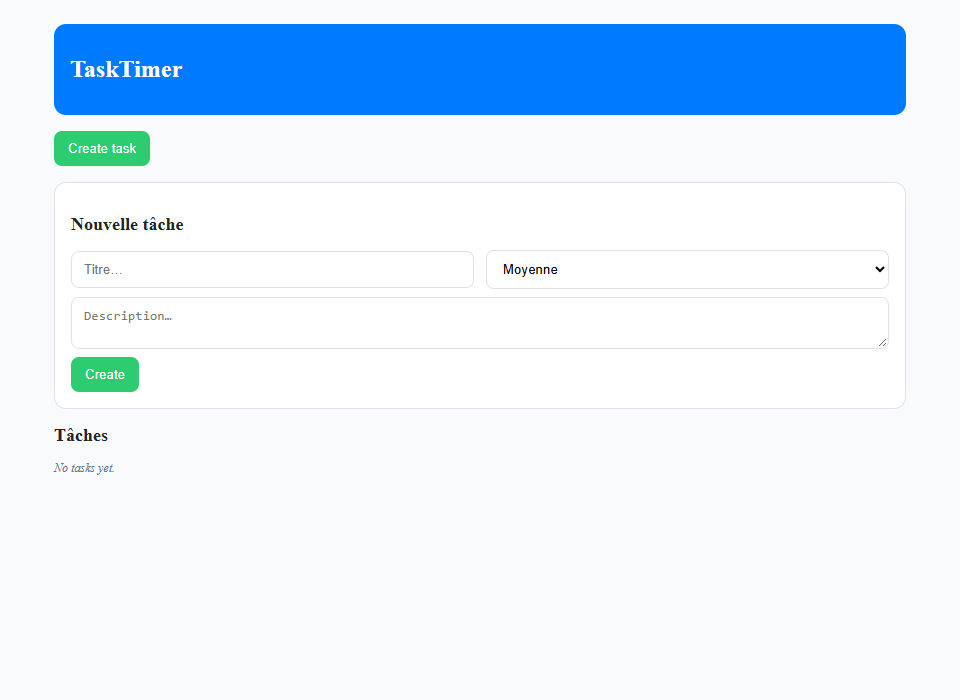 TaskTimer
Create task
Nouvelle tâche
Titre…
Moyenne
Description…
Create
Tâches
No tasks yet.